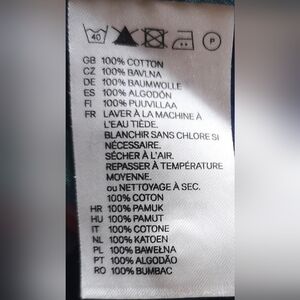 40 P
GB 100% COTTON
CZ 100% BAVLNA
DE 100% BAUMWOLLE
ES 100% ALGODÓN
FI 100% PUUVILLAA
FR LAVER À LA MACHINE À
L'EAU TIÈDE.
BLANCHIR SANS CHLORE SI
NÉCESSAIRE.
SÉCHER À L'AIR.
REPASSER À TEMPÉRATURE
MOYENNE.
ou NETTOYAGE À SEC.
100% COTON
HR 100% PAMUK
HU 100% PAMUT
IT 100% COTONE
NL 100% KATOEN
PL 100% BAWEŁNA
PT 100% ALGODÃO
RO 100% BUMBAC